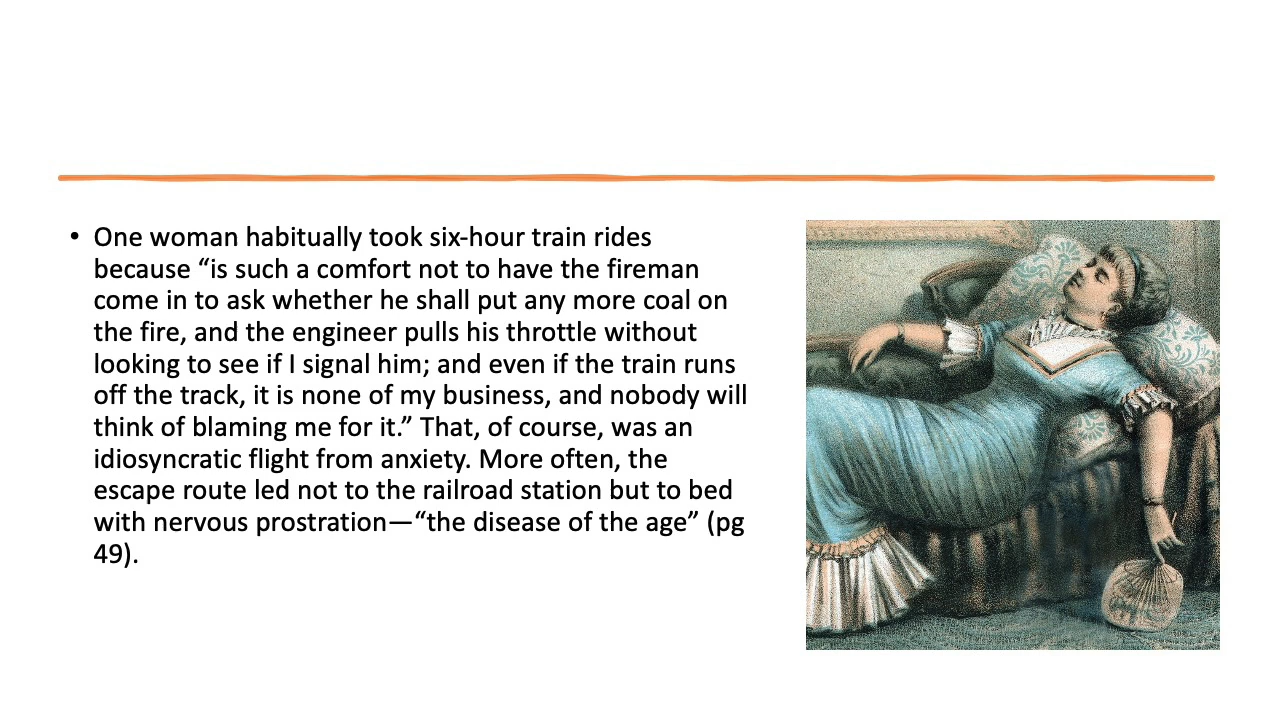 • One woman habitually took six-hour train rides
because “is such a comfort not to have the fireman
come in to ask whether he shall put any more coal on
the fire, and the engineer pulls his throttle without
looking to see if I signal him; and even if the train runs
off the track, it is none of my business, and nobody will
think of blaming me for it.” That, of course, was an
idiosyncratic flight from anxiety. More often, the
escape route led not to the railroad station but to bed
with nervous prostration—“the disease of the age” (pg
49).